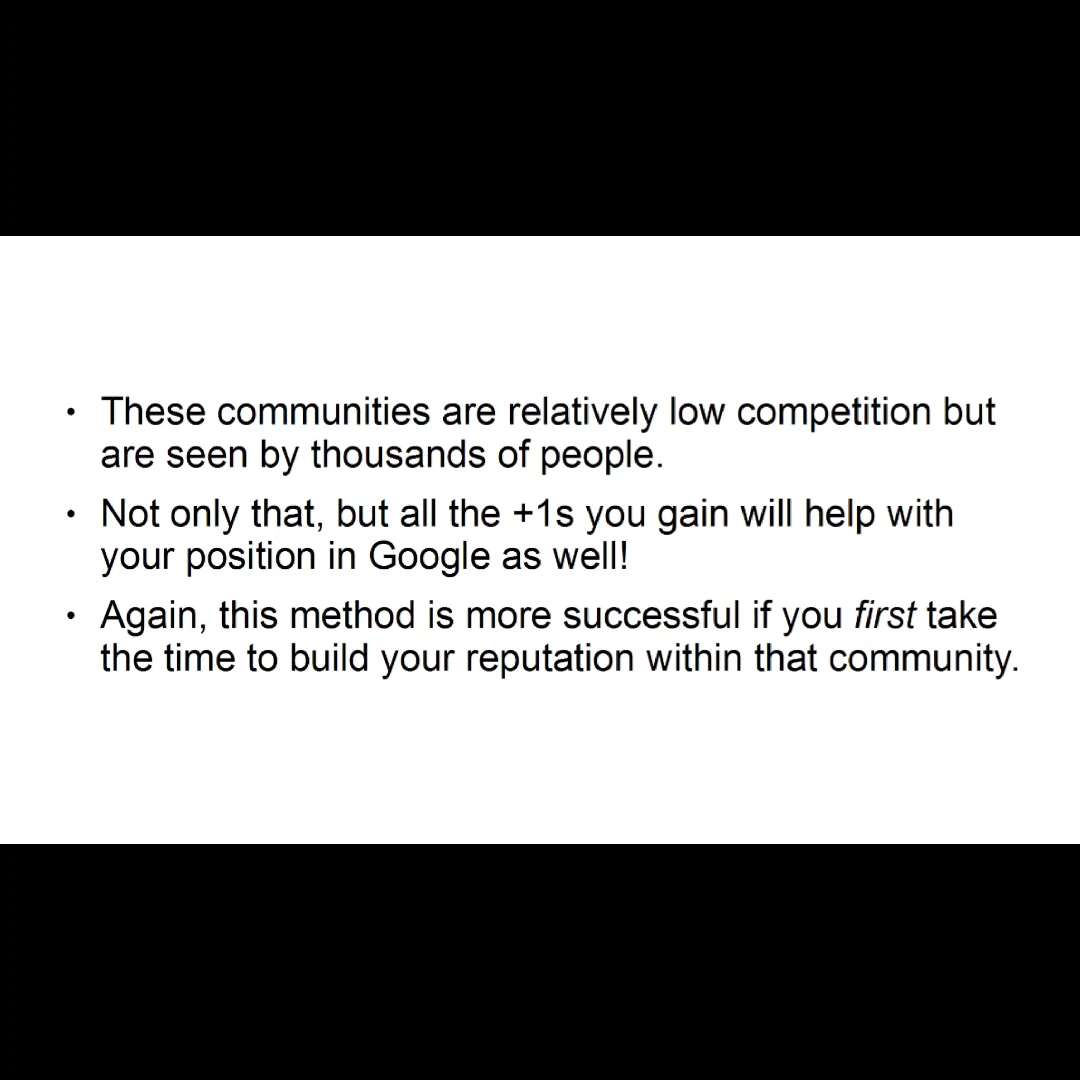 • These communities are relatively low competition but
are seen by thousands of people.
• Not only that, but all the +1s you gain will help with
your position in Google as well!
• Again, this method is more successful if you first take
the time to build your reputation within that community.